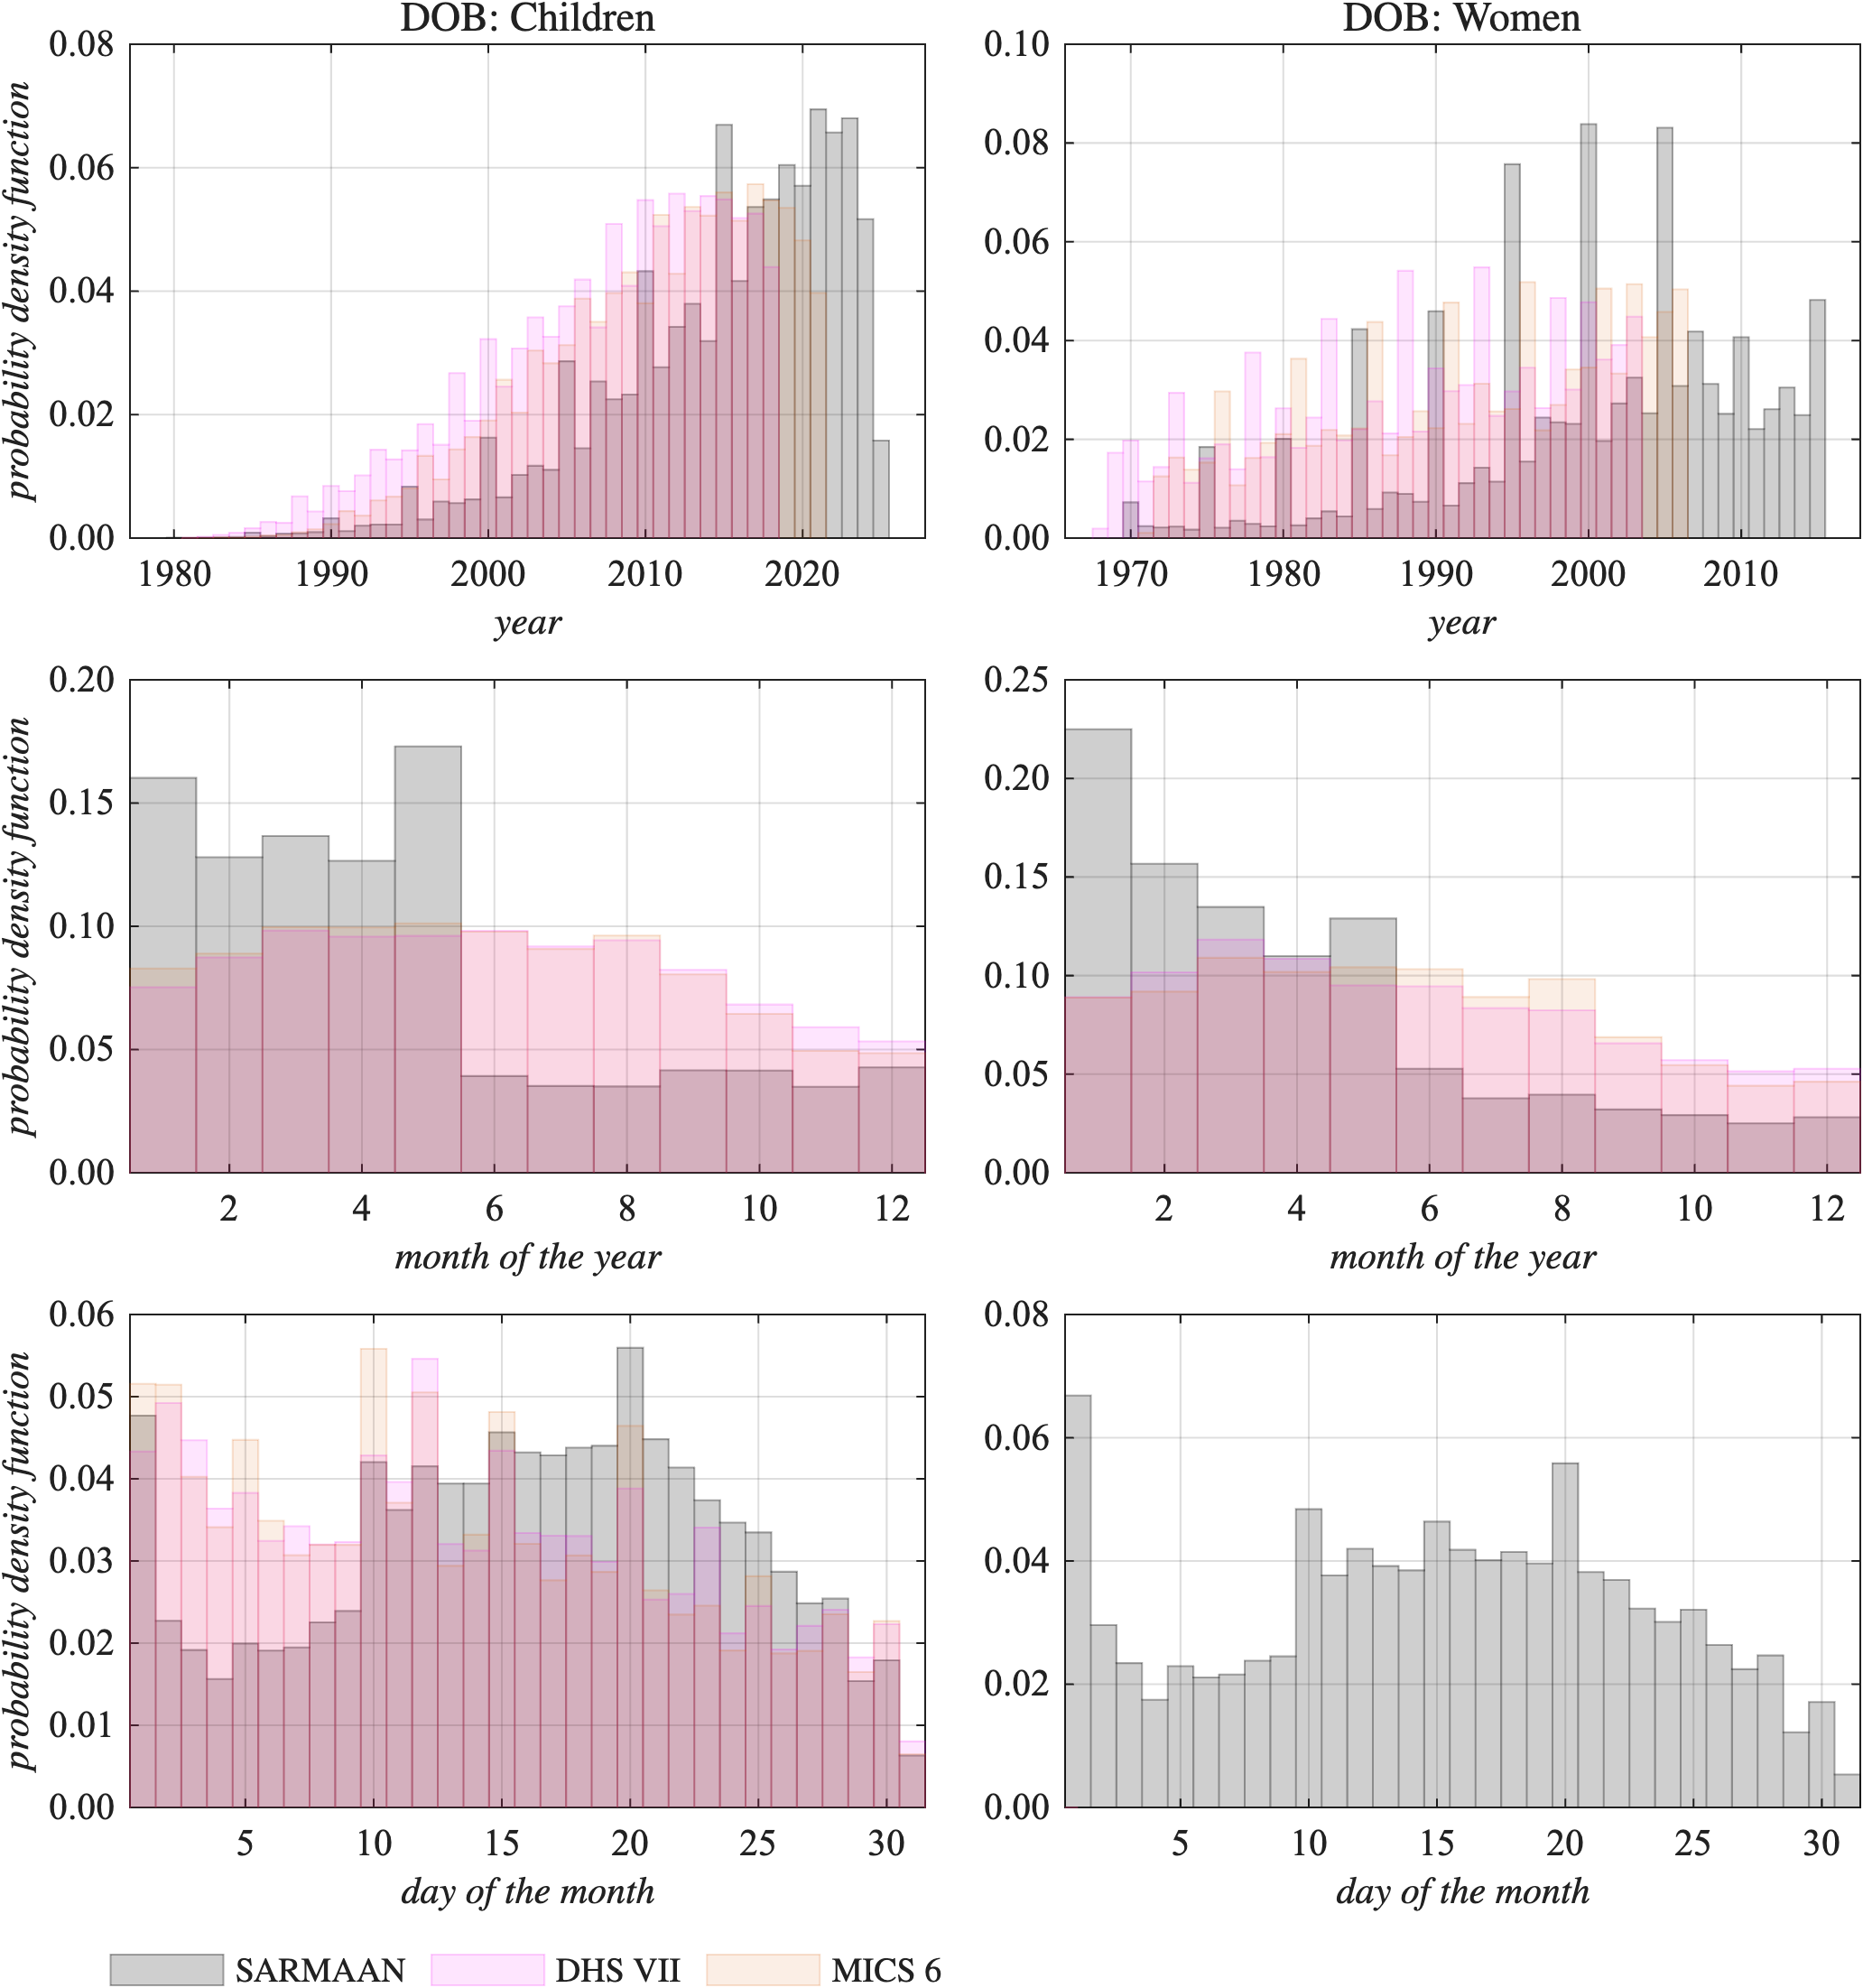 DOB: Children
0.08
0.06
0.04
0.02
0.00
probability density function
1980 1990 2000 2010 2020
year
DOB: Women
0.10
0.08
0.06
0.04
0.02
0.00
1970 1980 1990 2000 2010
year
0.20
0.15
0.10
0.05
0.00
probability density function
2 4 6 8 10 12
month of the year
0.25
0.20
0.15
0.10
0.05
0.00
2 4 6 8 10 12
month of the year
0.06
0.05
0.04
0.03
0.02
0.01
0.00
probability density function
5 10 15 20 25 30
day of the month
0.08
0.06
0.04
0.02
0.00
5 10 15 20 25 30
day of the month
SARMAAN DHS VII MICS 6